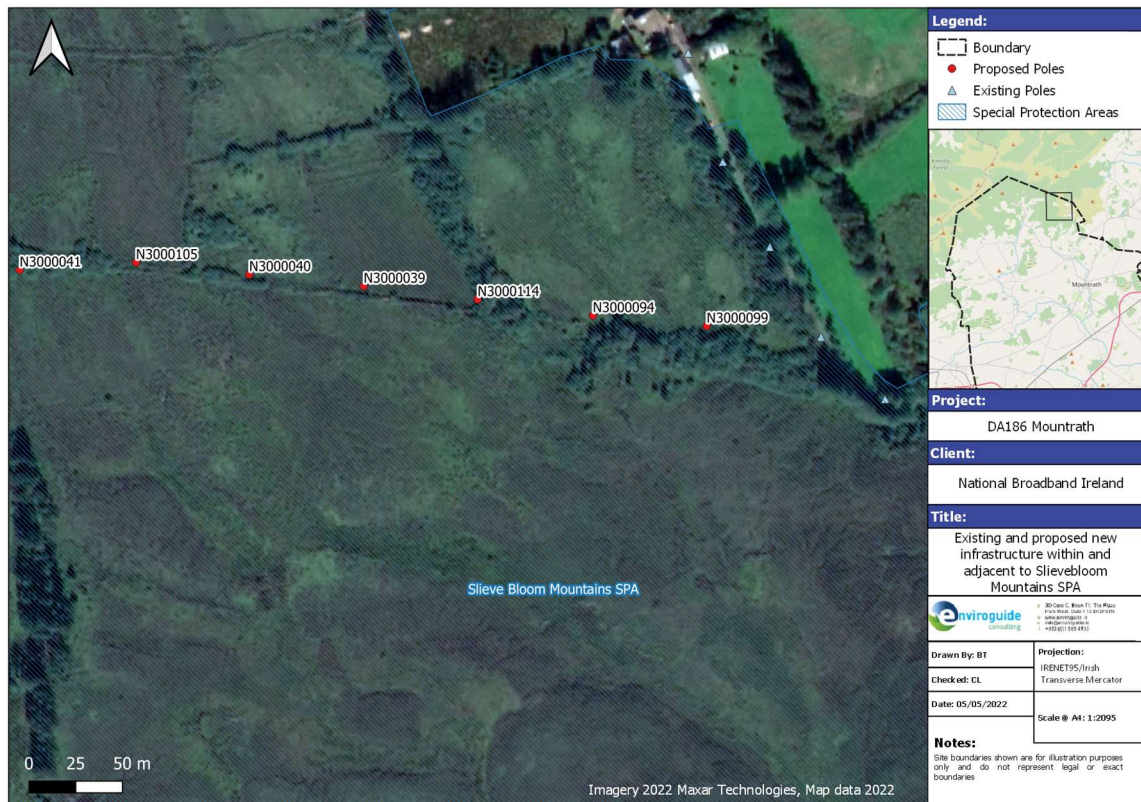 N3000041
N3000105
N3000040
N3000039
N3000114
N3000094
N3000099
Slieve Bloom Mountains SPA
0 25 50 m
Imagery 2022 Maxar Technologies, Map data 2022
Legend:
Boundary
Proposed Poles
Existing Poles
Special Protection Areas
Mountrath
Project:
DA186 Mountrath
Client:
National Broadband Ireland
Title:
Existing and proposed new
infrastructure within and
adjacent to Slievebloom
Mountains SPA
enviroguide
consulting
Drawn By: BT
Checked: CL
Date: 05/05/2022
Projection:
IRENET95/Irish
Transverse Mercator
Scale @ A4: 1:2095
Notes:
Site boundaries shown are for illustration purposes
only and do not represent legal or exact
boundaries